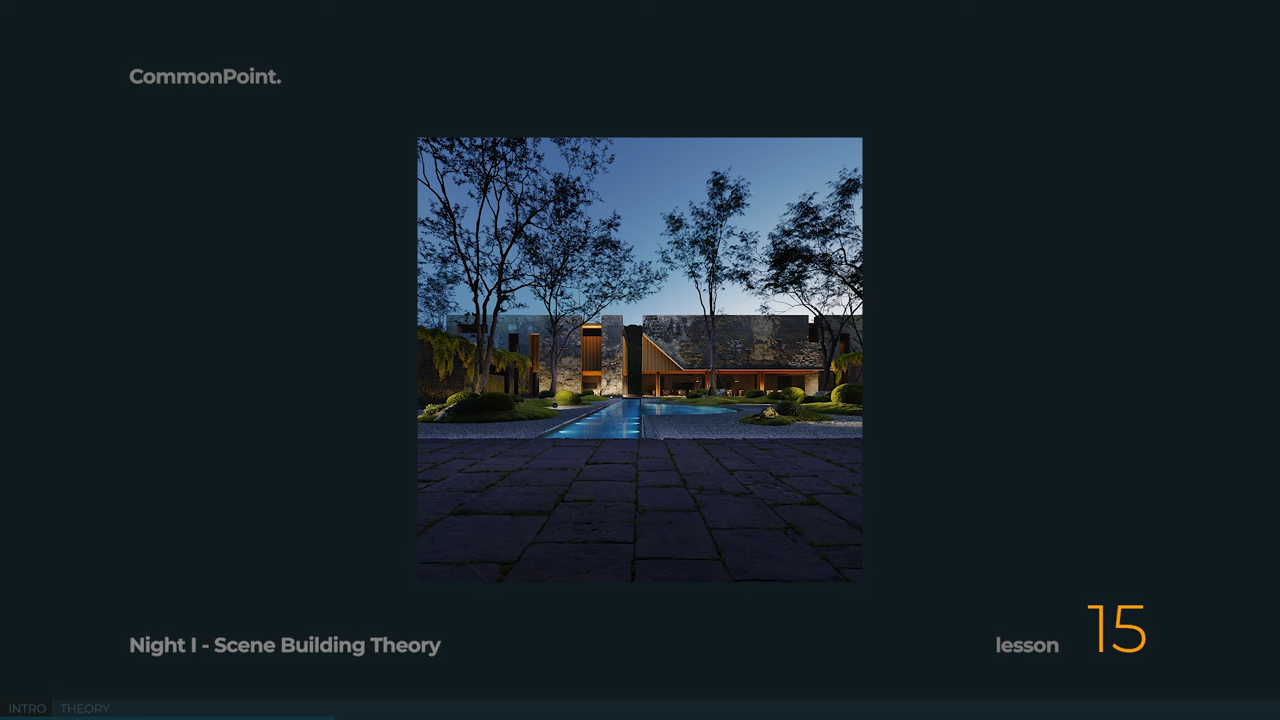 CommonPoint.
Night I - Scene Building Theory
lesson 15
INTRO THEORY